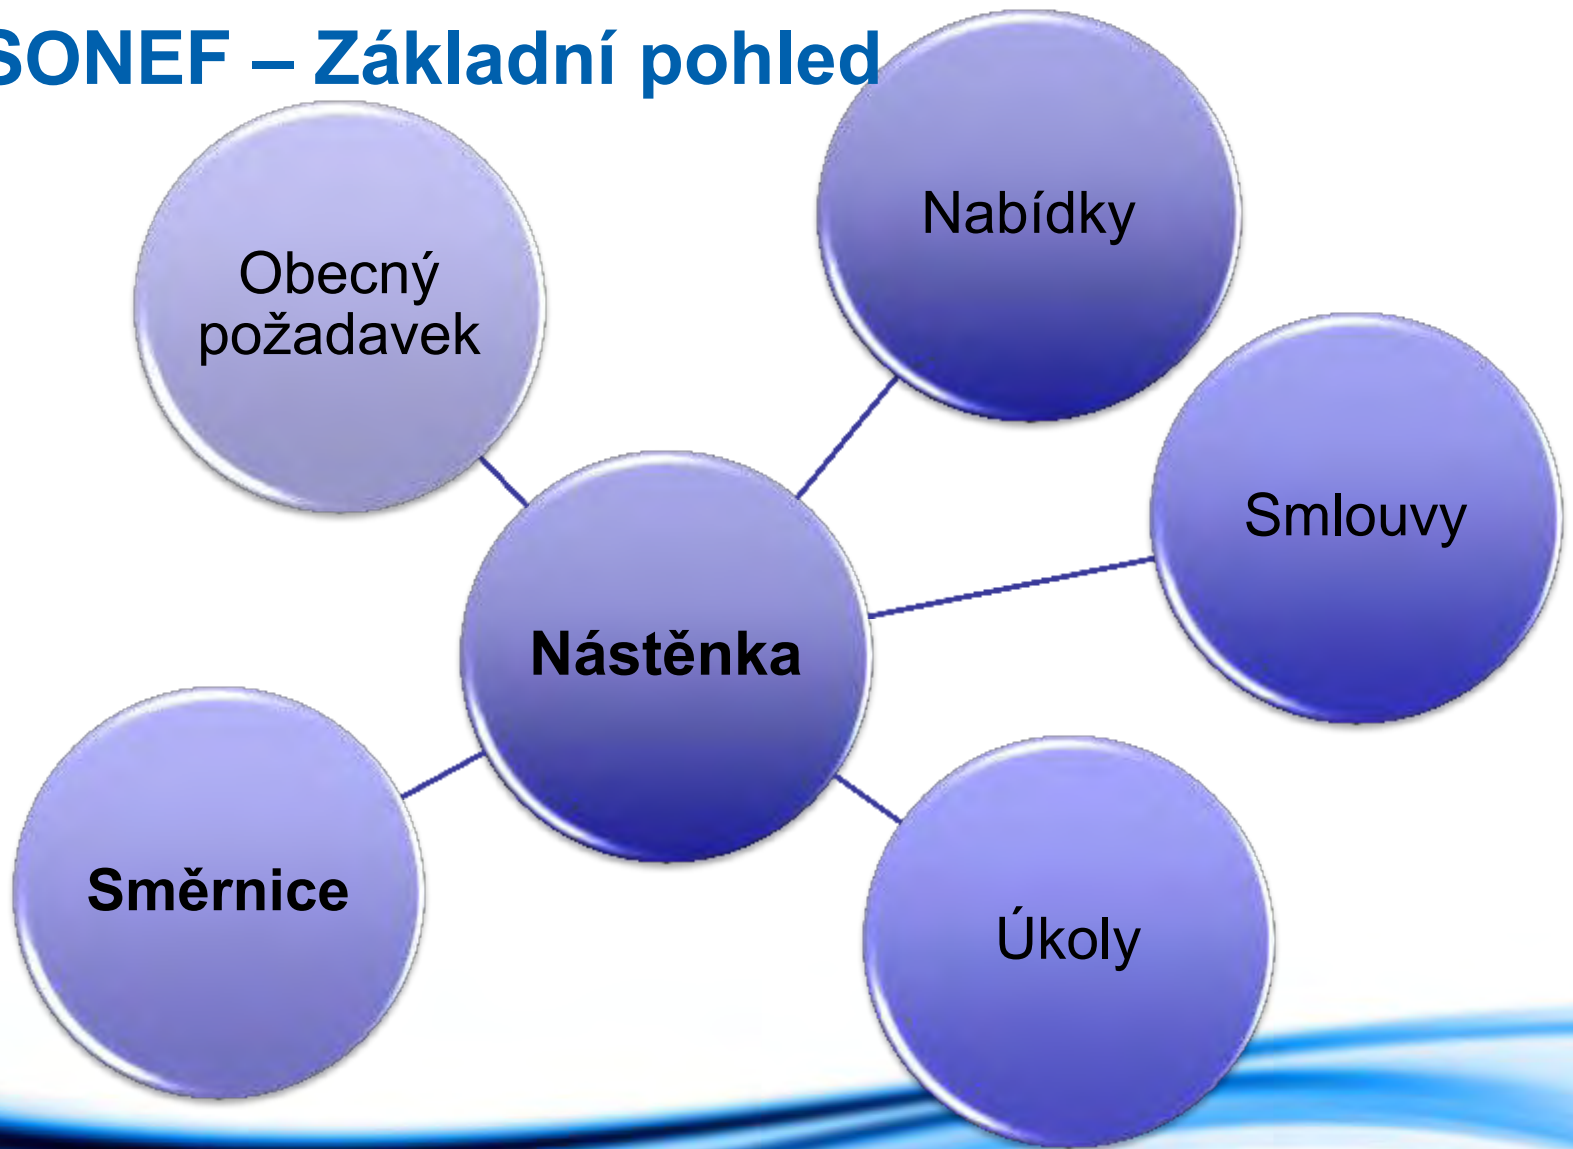 SONEF – Základní pohled
Nabídky
Obecný
požadavek
Smlouvy
Nástěnka
Směrnice
Úkoly